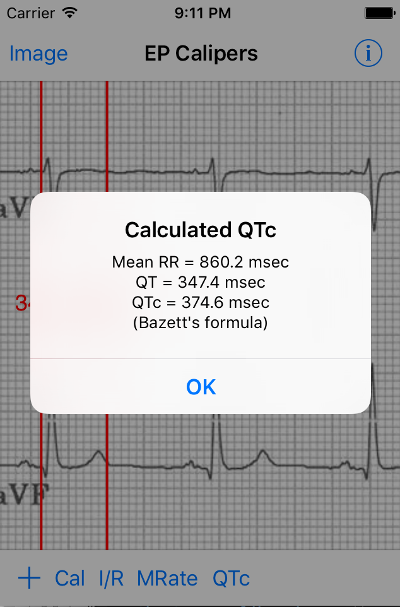 Carrier 9:11 PM
Image EP Calipers i
aV
Calculated QTc
Mean RR = 860.2 msec
QT = 347.4 msec
QTc = 374.6 msec
(Bazett's formula)
OK
aVF
+ Cal I/R MRate QTc